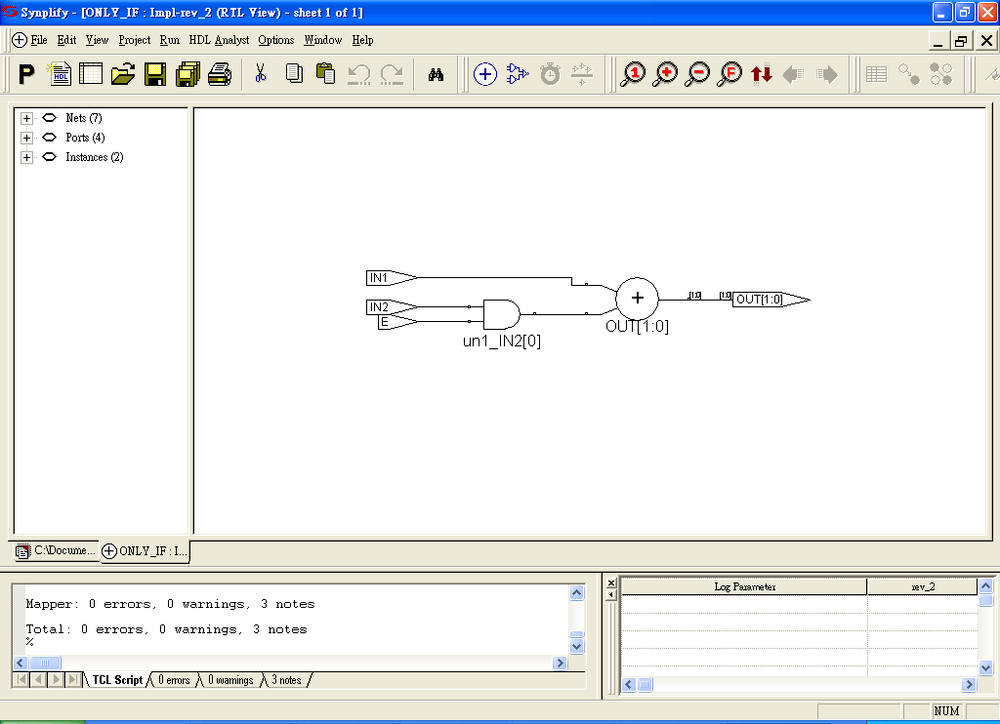 Synplify - [ONLY_IF : Impl-rev_2 (RTL View) - sheet 1 of 1]
File Edit View Project Run HDL Analyst Options Window Help
P HDL 1 F
Nets (7)
Ports (4)
Instances (2)
IN1
IN2
E
un1_IN2[0]
+
OUT[1:0]
[1:0] [1:0]
OUT[1:0]
C:\Docume... ONLY_IF : I...
Mapper: 0 errors, 0 warnings, 3 notes
Total: 0 errors, 0 warnings, 3 notes
%
TCL Script 0 errors 0 warnings 3 notes
Log Parameter rev_2
NUM